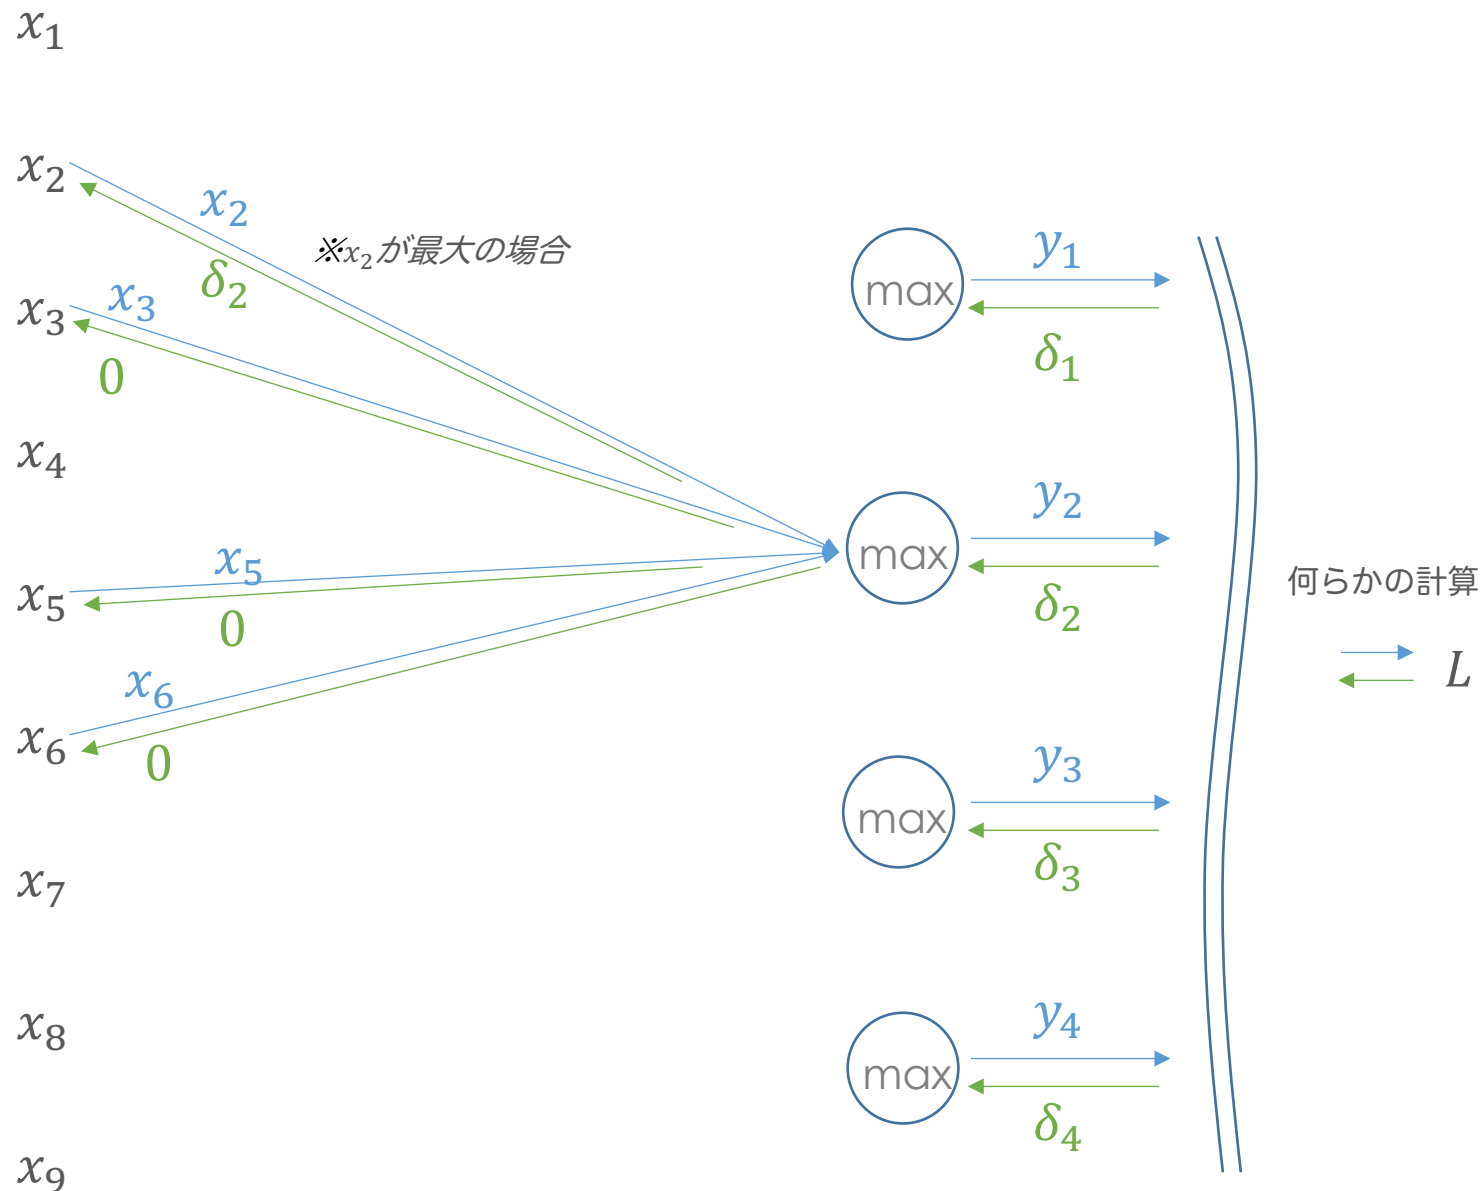 x₁
x₂
x₂
※x₂が最大の場合
δ₂
y₁
max
δ₁
x₃
x₃
0
x₄
y₂
max
δ₂
x₅
x₅
0
何らかの計算
L
x₆
x₆
0
y₃
max
δ₃
x₇
x₈
y₄
max
δ₄
x₉